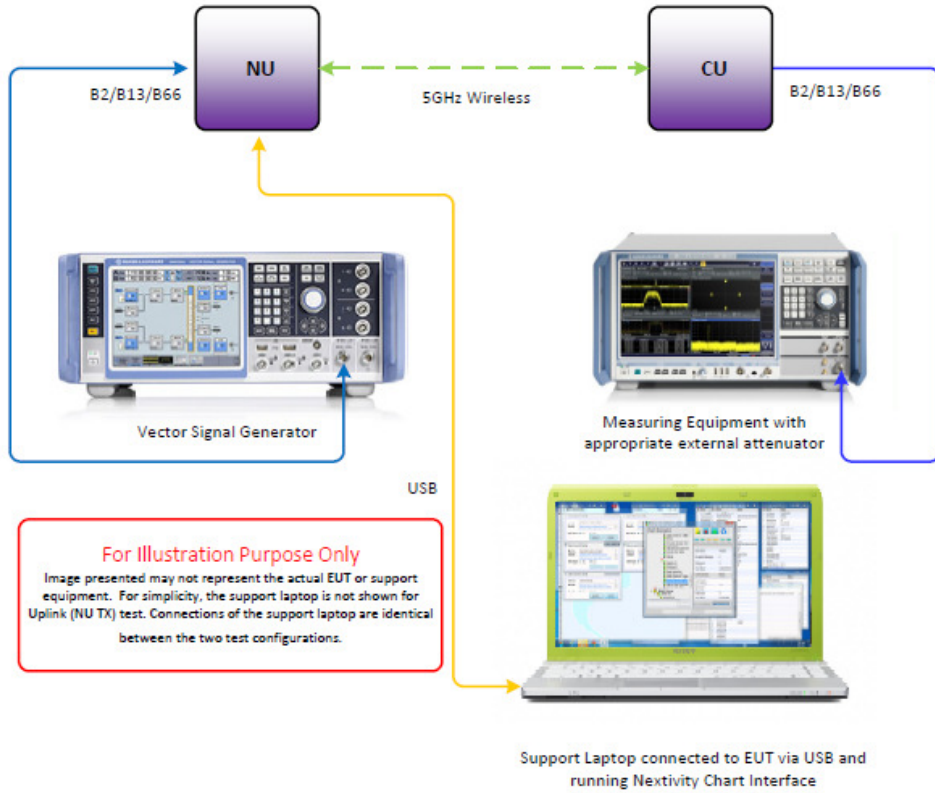 NU
CU
B2/B13/B66
5GHz Wireless
B2/B13/B66
Vector Signal Generator
Measuring Equipment with
appropriate external attenuator
USB
For Illustration Purpose Only
Image presented may not represent the actual EUT or support
equipment. For simplicity, the support laptop is not shown for
Uplink (NU TX) test. Connections of the support laptop are identical
between the two test configurations.
SONY
Support Laptop connected to EUT via USB and
running Nextivity Chart Interface